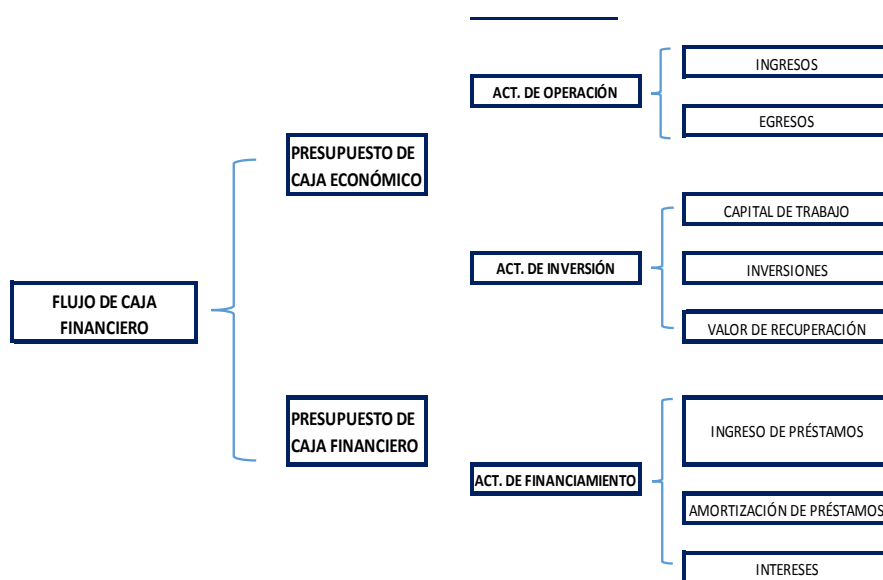 FLUJO DE CAJA
FINANCIERO
PRESUPUESTO DE
CAJA ECONÓMICO
PRESUPUESTO DE
CAJA FINANCIERO
ACT. DE OPERACIÓN
ACT. DE INVERSIÓN
ACT. DE FINANCIAMIENTO
INGRESOS
EGRESOS
CAPITAL DE TRABAJO
INVERSIONES
VALOR DE RECUPERACIÓN
INGRESO DE PRÉSTAMOS
AMORTIZACIÓN DE PRÉSTAMOS
INTERESES